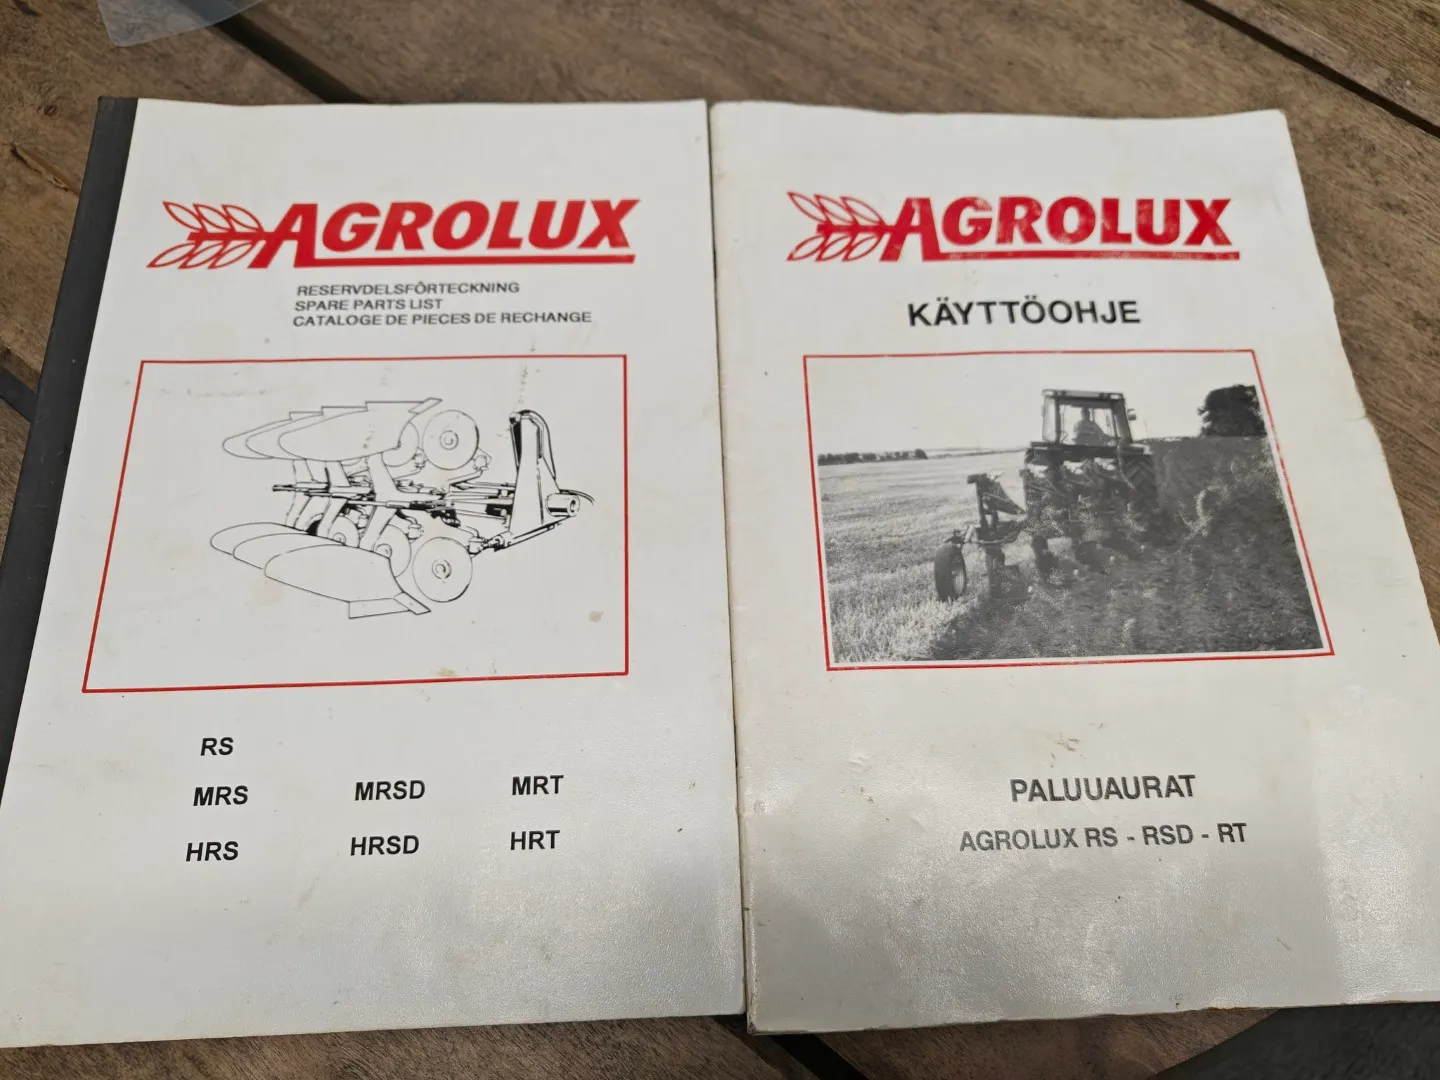 AGROLUX
RESERVDELSFÖRTECKNING
SPARE PARTS LIST
CATALOGE DE PIECES DE RECHANGE
RS
MRS MRSD MRT
HRS HRSD HRT
AGROLUX
KÄYTTÖOHJE
PALUUAURAT
AGROLUX RS - RSD - RT